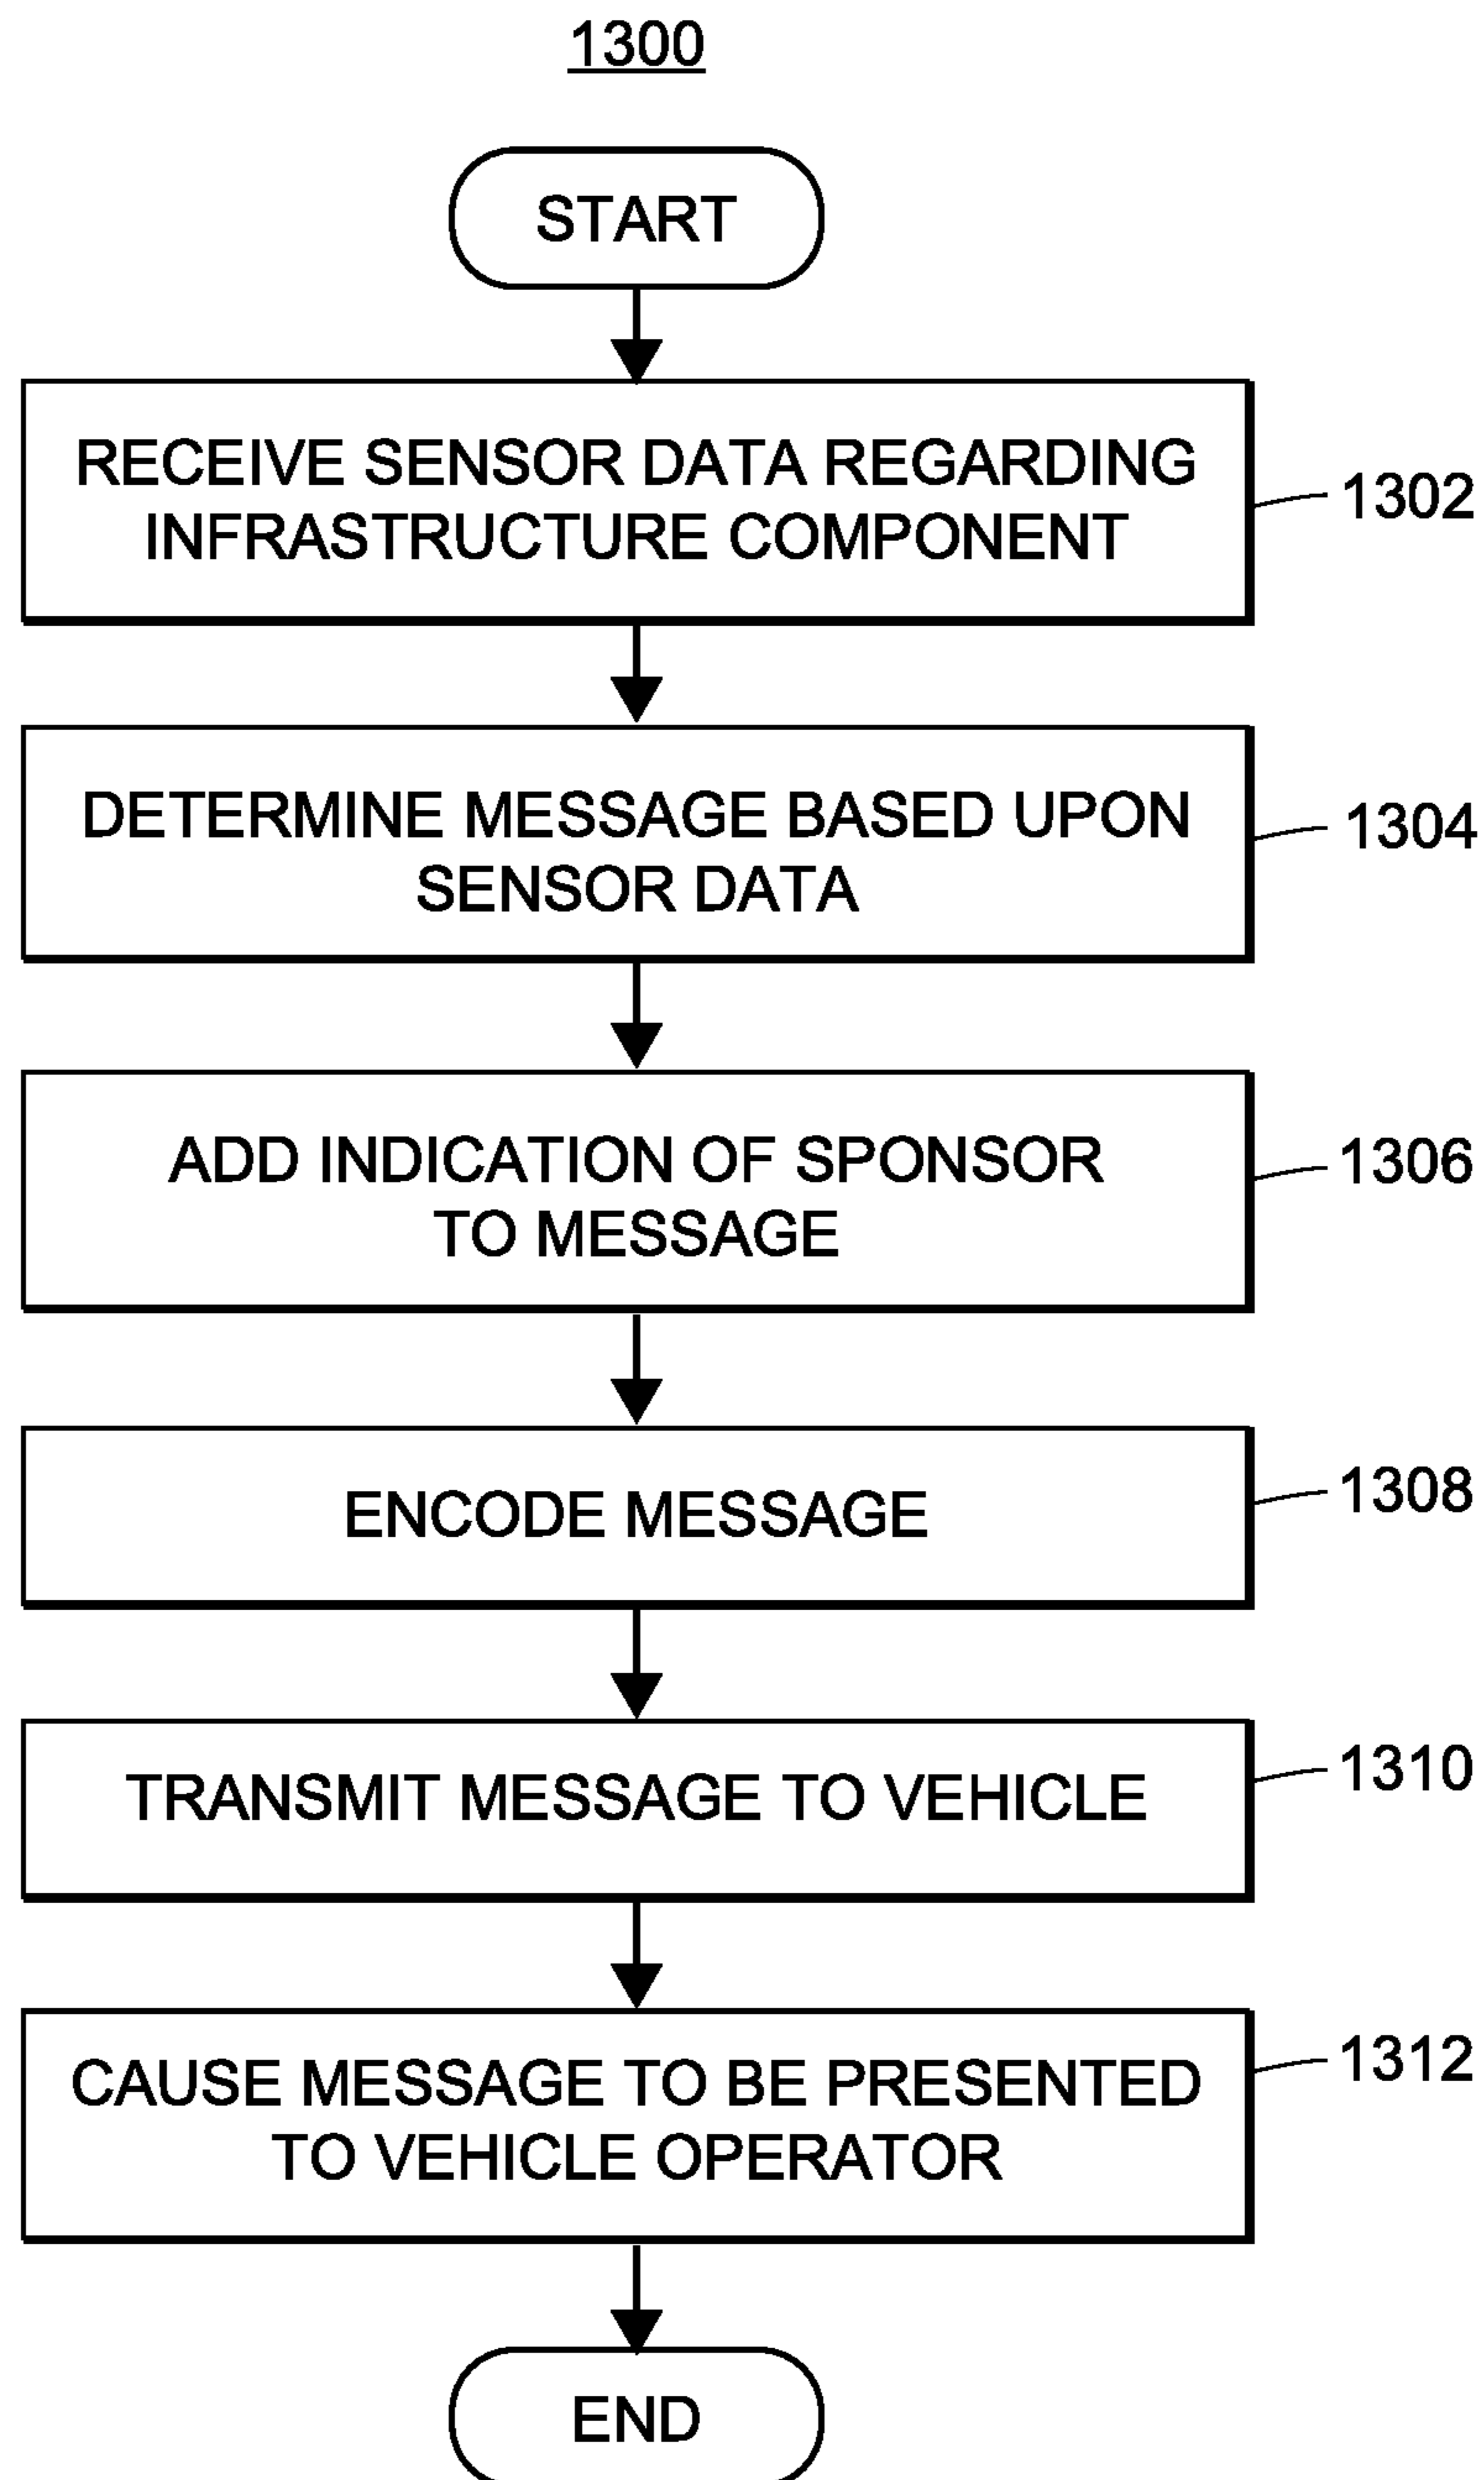 1300
START
RECEIVE SENSOR DATA REGARDING
INFRASTRUCTURE COMPONENT
1302
DETERMINE MESSAGE BASED UPON
SENSOR DATA
1304
ADD INDICATION OF SPONSOR
TO MESSAGE
1306
ENCODE MESSAGE
1308
TRANSMIT MESSAGE TO VEHICLE
1310
CAUSE MESSAGE TO BE PRESENTED
TO VEHICLE OPERATOR
1312
END